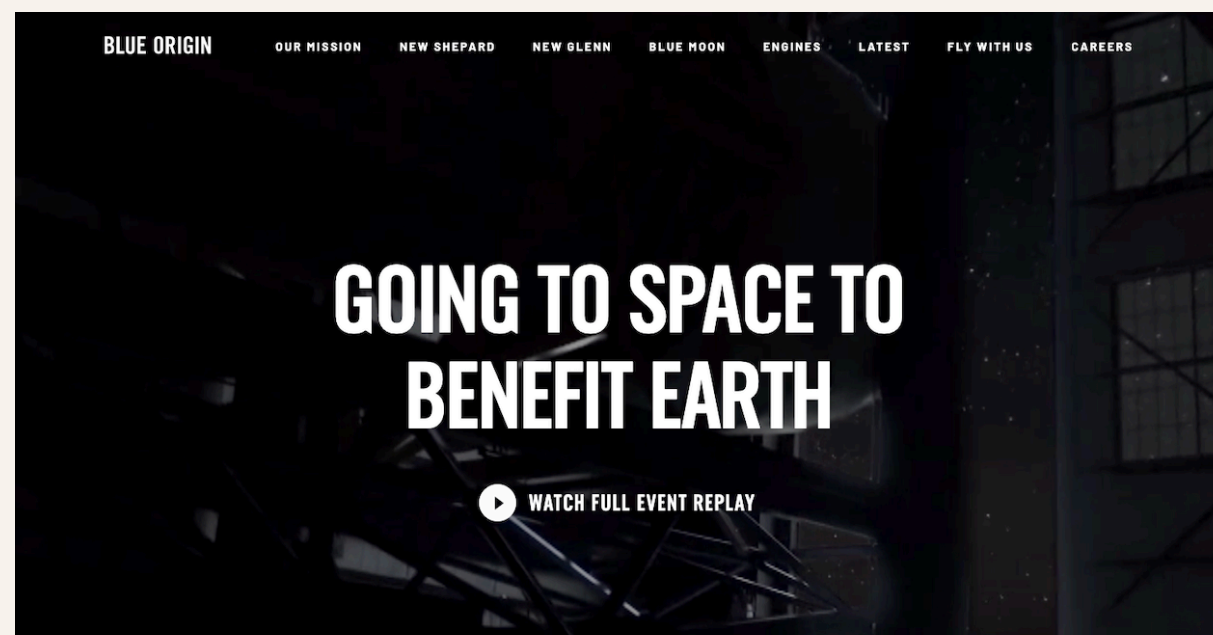 BLUE ORIGIN OUR MISSION NEW SHEPARD NEW GLENN BLUE MOON ENGINES LATEST FLY WITH US CAREERS
GOING TO SPACE TO
BENEFIT EARTH
WATCH FULL EVENT REPLAY